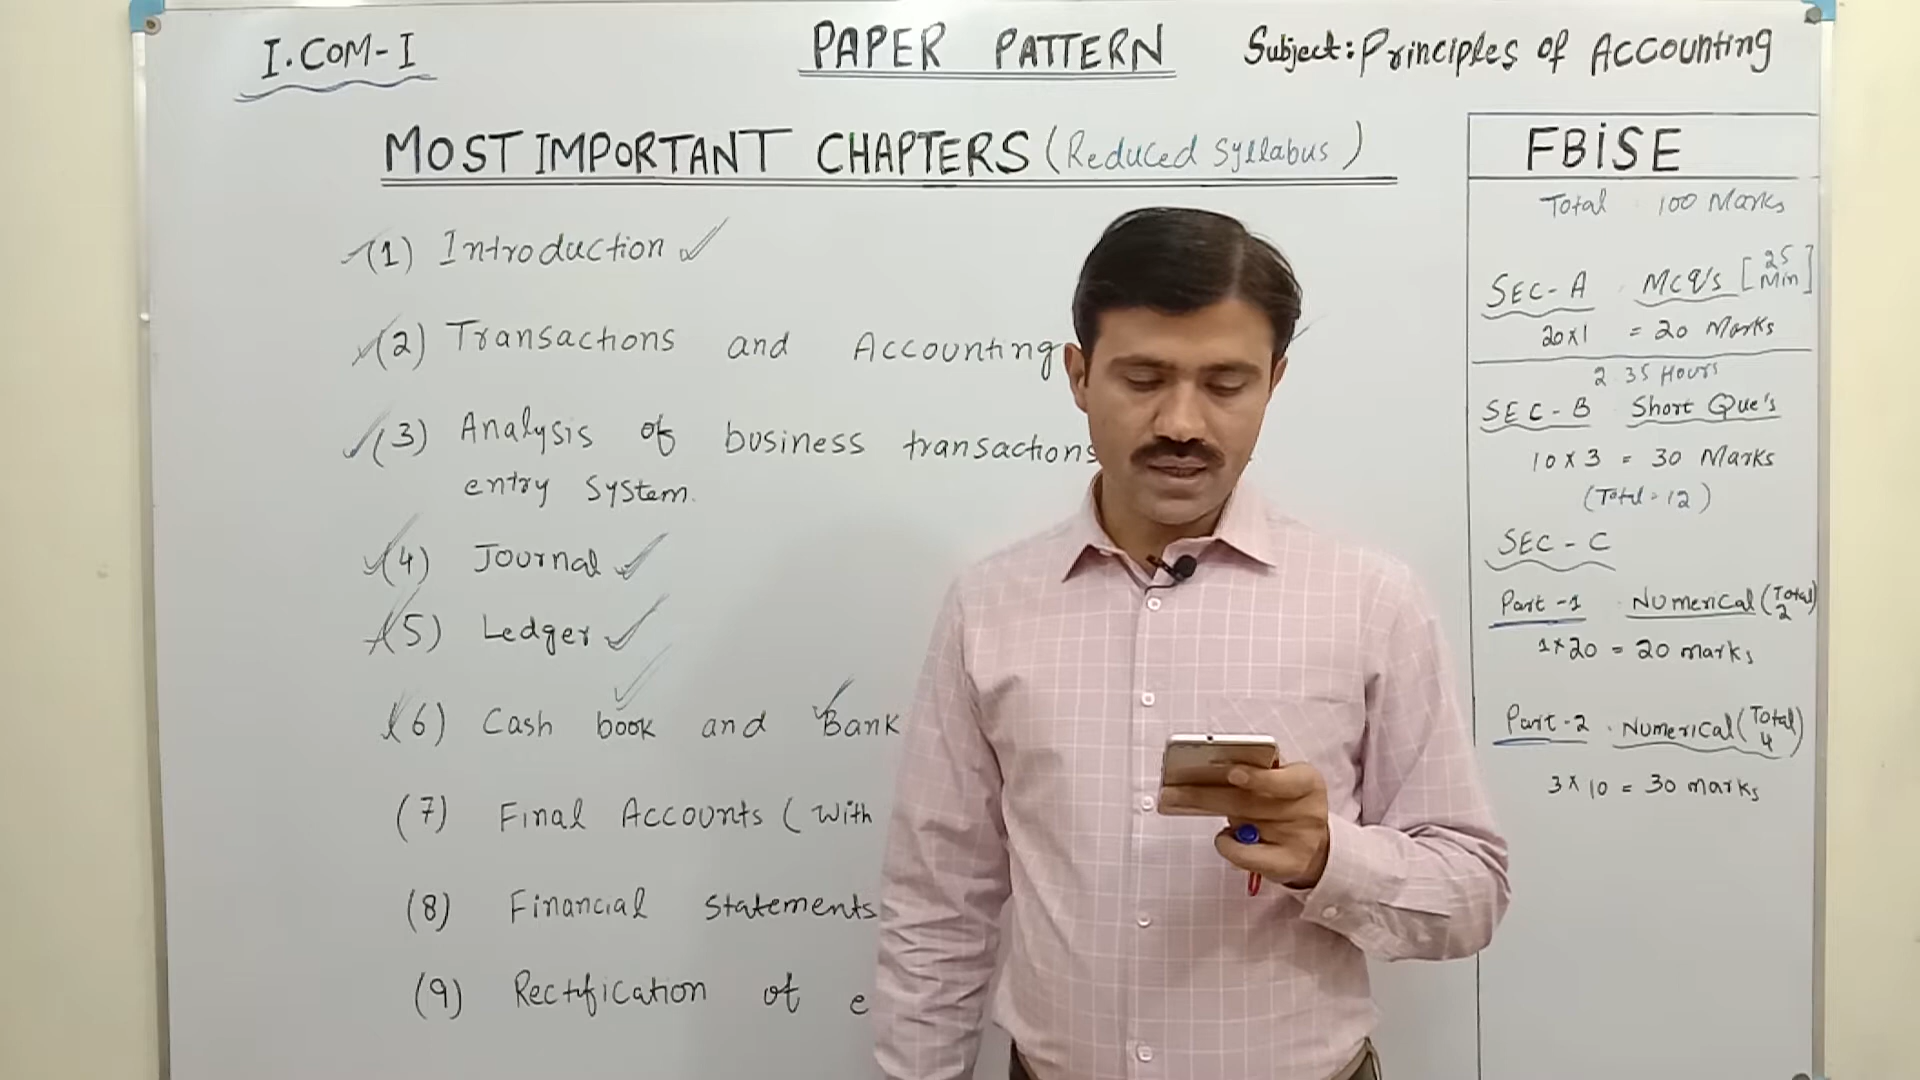 I.COM-I
PAPER PATTERN
Subject: Principles of Accounting
MOST IMPORTANT CHAPTERS (Reduced Syllabus)
(1) Introduction
(2) Transactions and Accounting
(3) Analysis of business transactions
entry system.
(4) Journal
(5) Ledger
(6) Cash book and Bank
(7) Final Accounts (With
(8) Financial statements
(9) Rectification of e
FBiSE
Total 100 Marks
SEC-A MCQ's [25 Min]
20x1 = 20 Marks
2.35 Hours
SEC-B Short Que's
10 x 3 = 30 Marks
(Total = 12)
SEC-C
Part-1 Numerical (Total 2)
1x20 = 20 marks
Part-2 . Numerical (Total 4)
3 x 10 = 30 marks